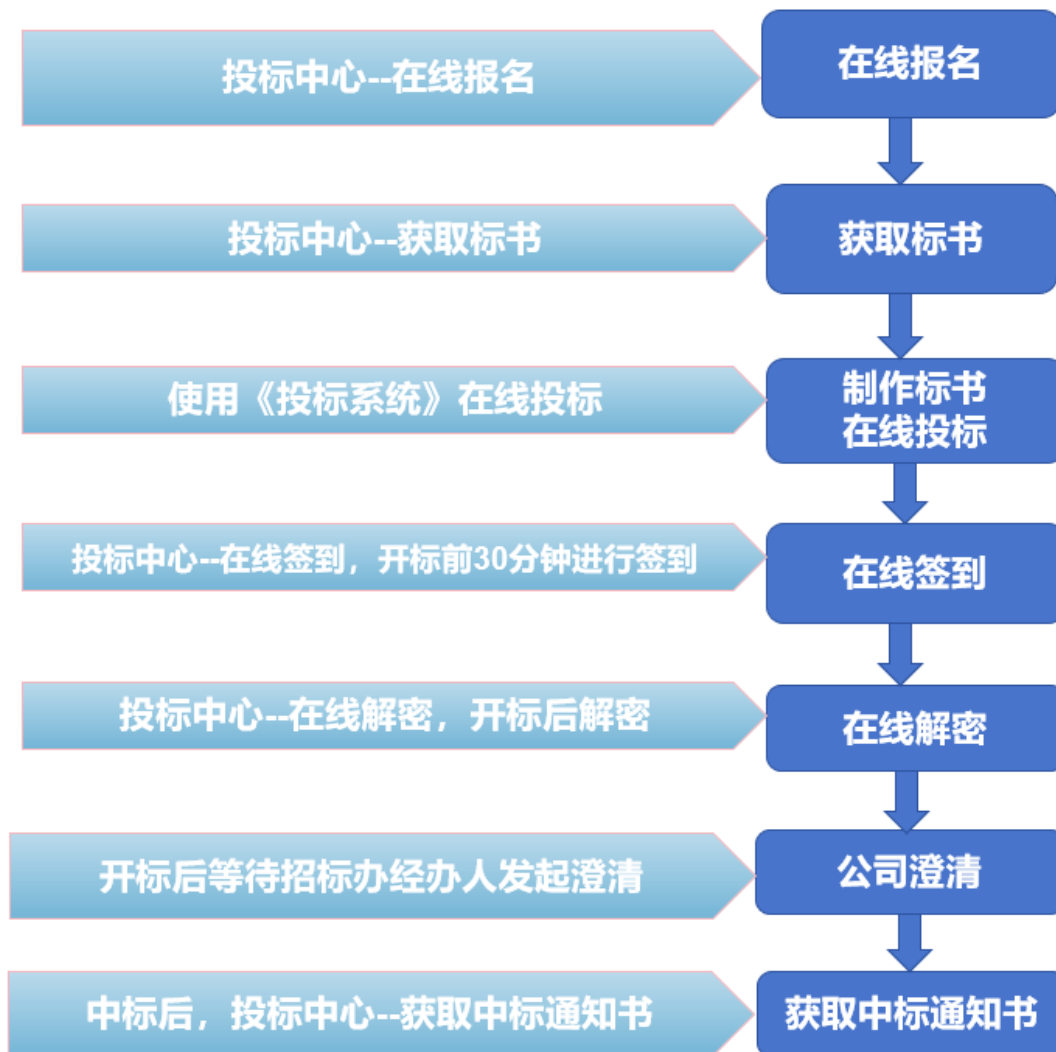 投标中心--在线报名
在线报名
投标中心--获取标书
获取标书
使用《投标系统》在线投标
制作标书
在线投标
投标中心--在线签到，开标前30分钟进行签到
在线签到
投标中心--在线解密，开标后解密
在线解密
开标后等待招标办经办人发起澄清
公司澄清
中标后，投标中心--获取中标通知书
获取中标通知书